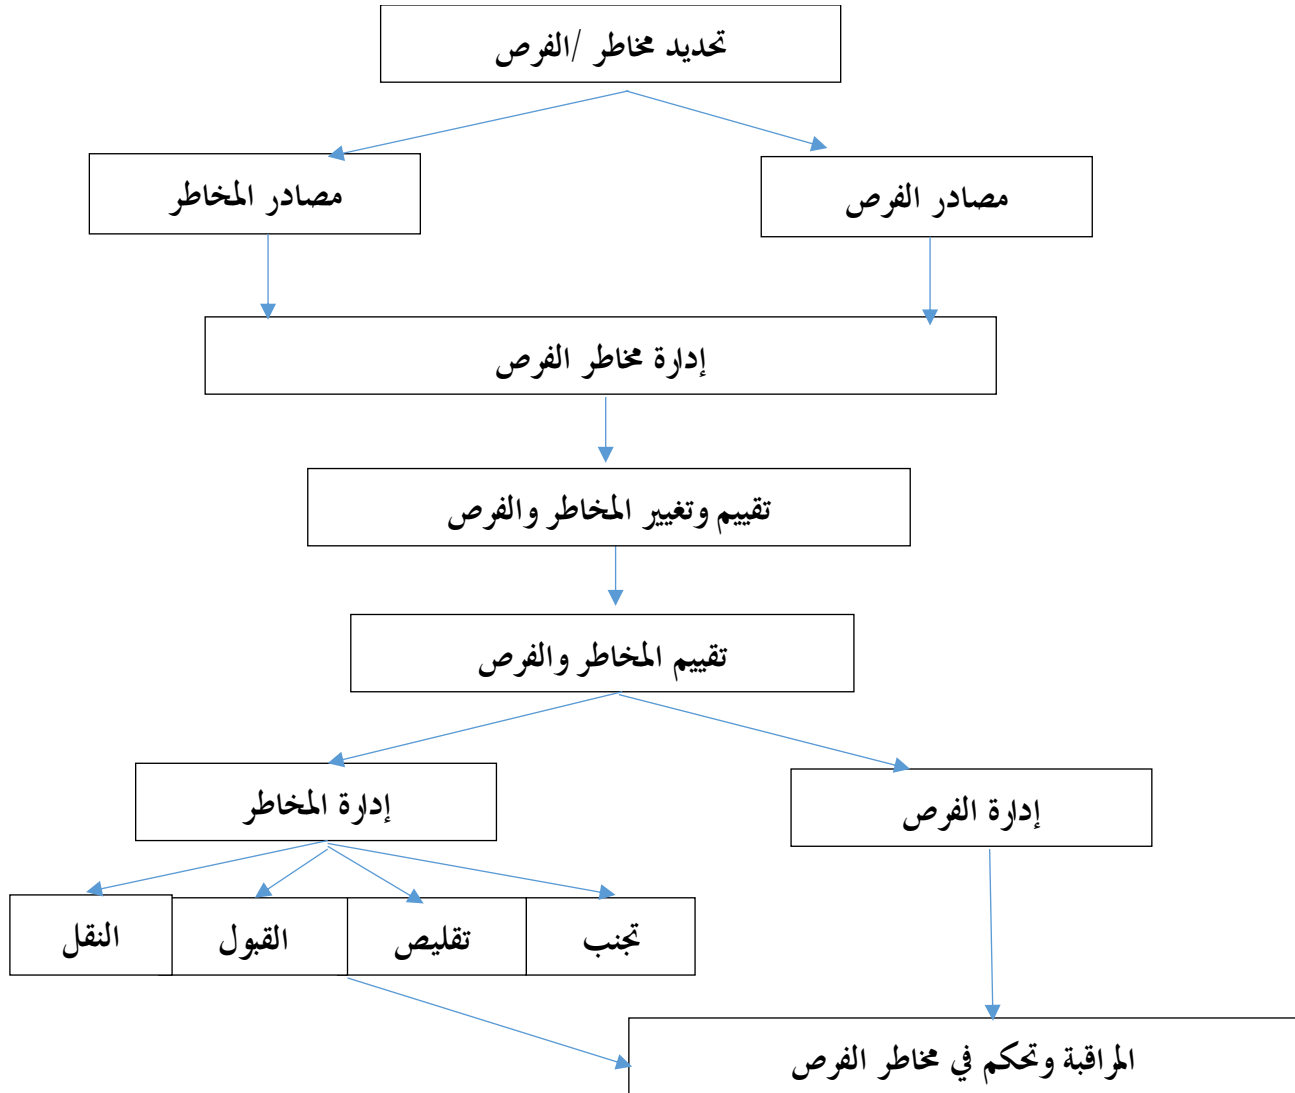 تحديد مخاطر /الفرص
مصادر الفرص
مصادر المخاطر
إدارة مخاطر الفرص
تقييم وتغيير المخاطر والفرص
تقييم المخاطر والفرص
إدارة المخاطر
إدارة الفرص
تجنب
تقليص
القبول
النقل
المراقبة وتحكم في مخاطر الفرص